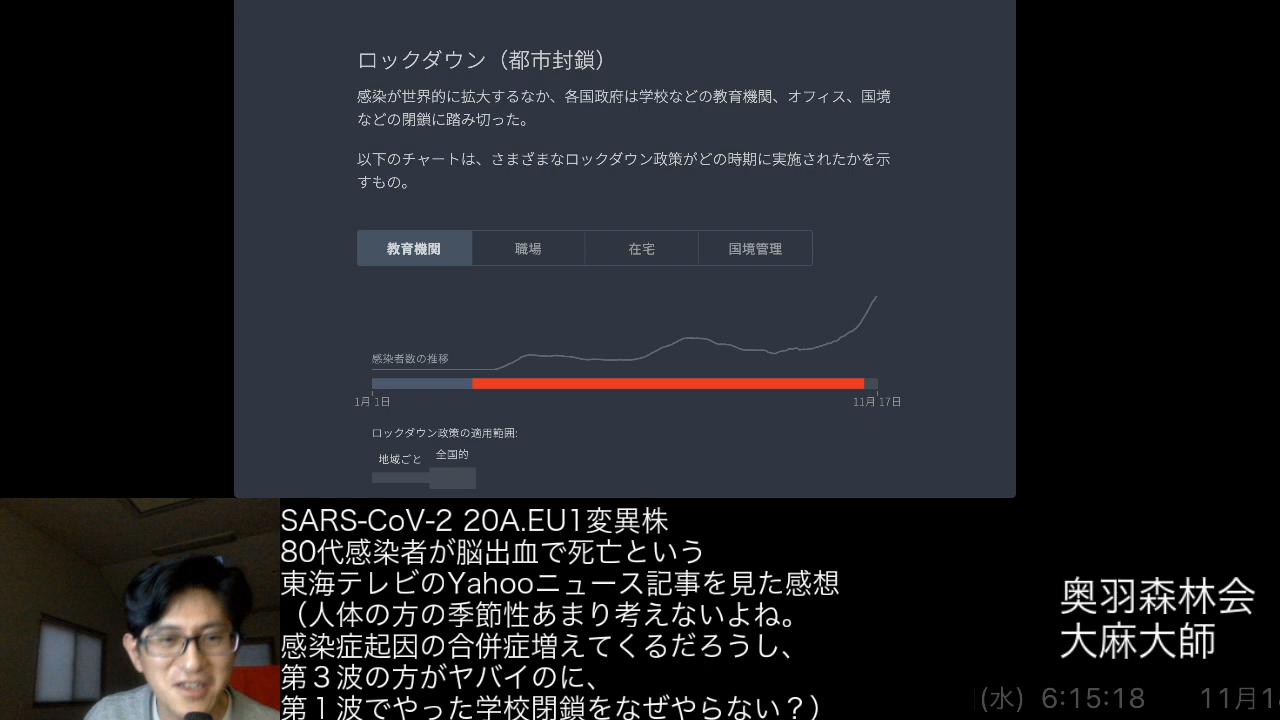 ロックダウン（都市封鎖）
感染が世界的に拡大するなか、各国政府は学校などの教育機関、オフィス、国境
などの閉鎖に踏み切った。
以下のチャートは、さまざまなロックダウン政策がどの時期に実施されたかを示
すもの。
教育機関 職場 在宅 国境管理
感染者数の推移
1月 1日 11月 17日
ロックダウン政策の適用範囲:
地域ごと 全国的
SARS-CoV-2 20A.EU1変異株
80代感染者が脳出血で死亡という
東海テレビのYahooニュース記事を見た感想
（人体の方の季節性あまり考えないよね。
感染症起因の合併症増えてくるだろうし、
第３波の方がヤバイのに、
第１波でやった学校閉鎖をなぜやらない？）
奥羽森林会
大麻大師
(水) 6:15:18 11月1